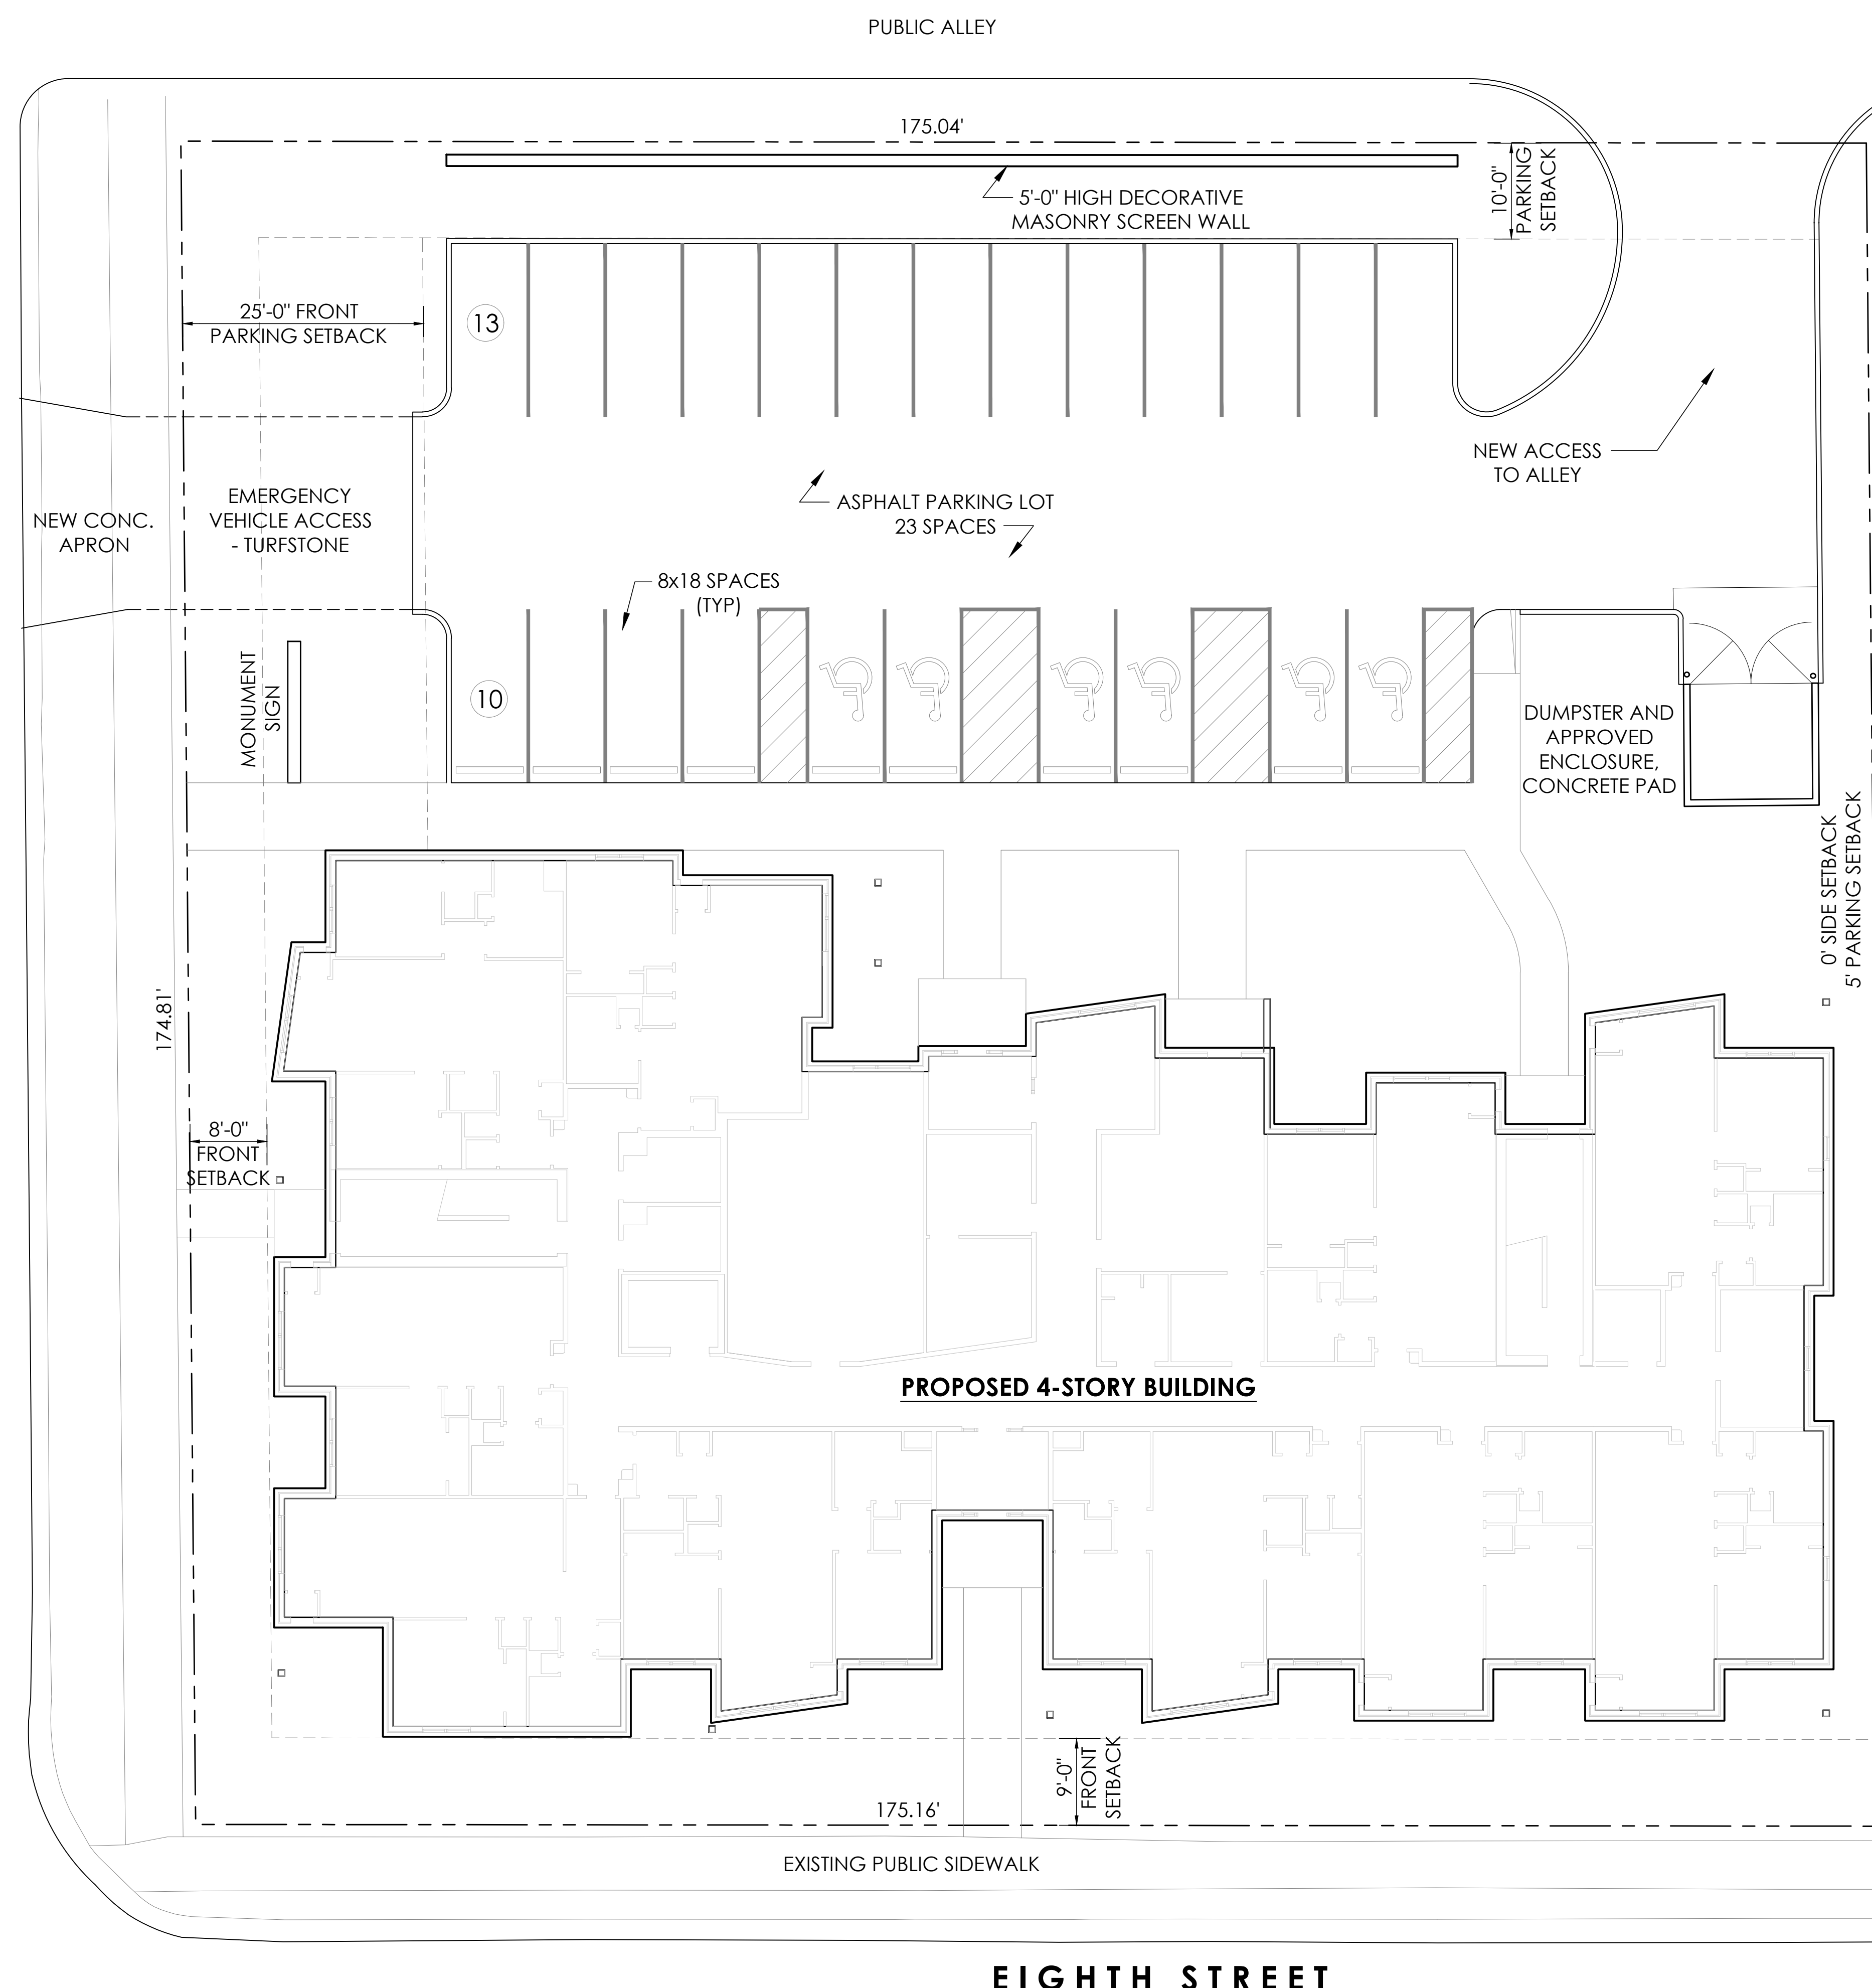 PUBLIC ALLEY
175.04'
5'-0" HIGH DECORATIVE
MASONRY SCREEN WALL
10'-0"
PARKING
SETBACK
25'-0" FRONT
PARKING SETBACK
13
NEW ACCESS
TO ALLEY
EMERGENCY
VEHICLE ACCESS
- TURFSTONE
NEW CONC.
APRON
ASPHALT PARKING LOT
23 SPACES
8x18 SPACES
(TYP)
MONUMENT
SIGN
10
DUMPSTER AND
APPROVED
ENCLOSURE,
CONCRETE PAD
0' SIDE SETBACK
5' PARKING SETBACK
174.81'
8'-0"
FRONT
SETBACK
PROPOSED 4-STORY BUILDING
9'-0"
FRONT
SETBACK
175.16'
EXISTING PUBLIC SIDEWALK
EIGHTH STREET